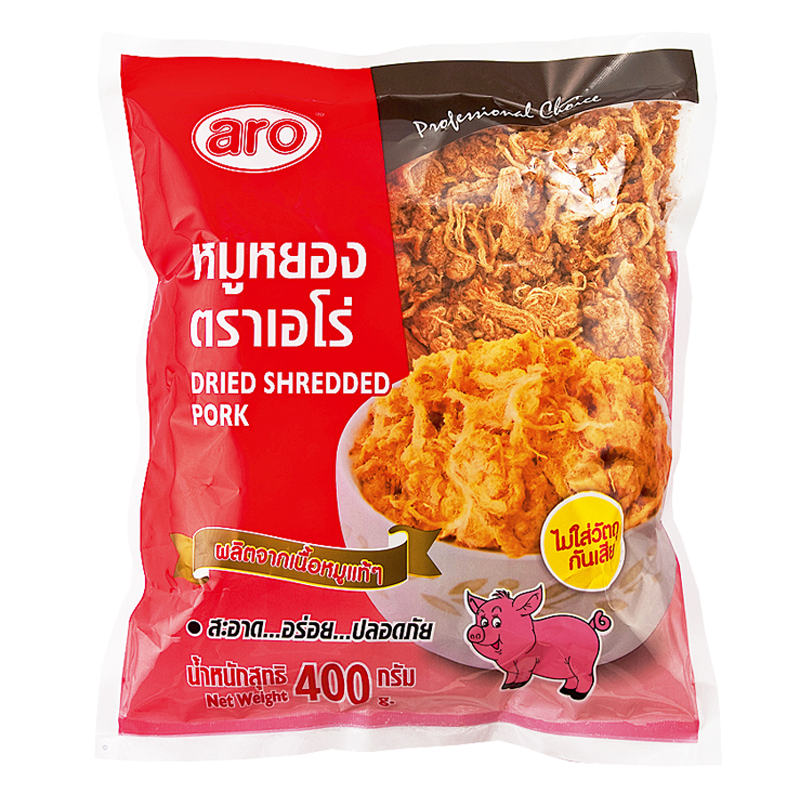 aro
Professional Choice
หมูหยอง
ตราเอโร่
DRIED SHREDDED
PORK
ไม่ใส่วัตถุ
กันเสีย
ผลิตจากเนื้อหมูแท้ๆ
• สะอาด...อร่อย...ปลอดภัย
น้ำหนักสุทธิ 400 กรัม
Net Weight g.